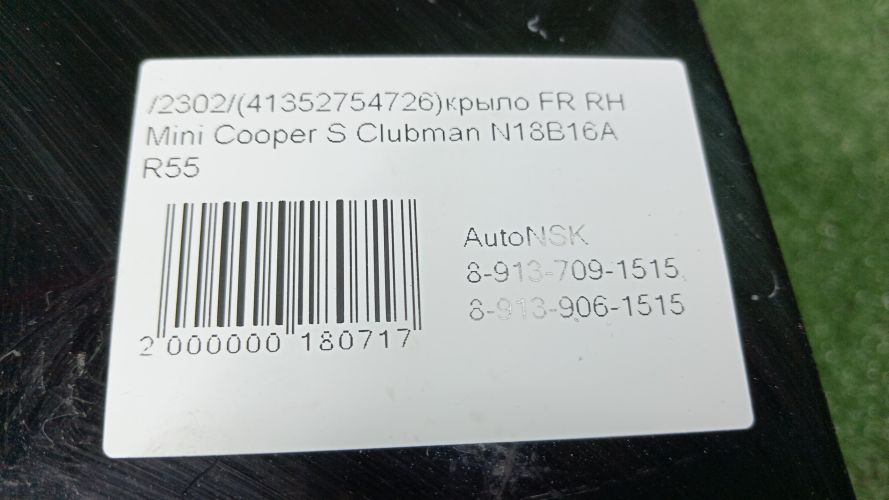 /2302/(41352754726)крыло FR RH
Mini Cooper S Clubman N18B16A
R55
AutoNSK
8-913-709-1515
8-913-906-1515
2 000000 180717